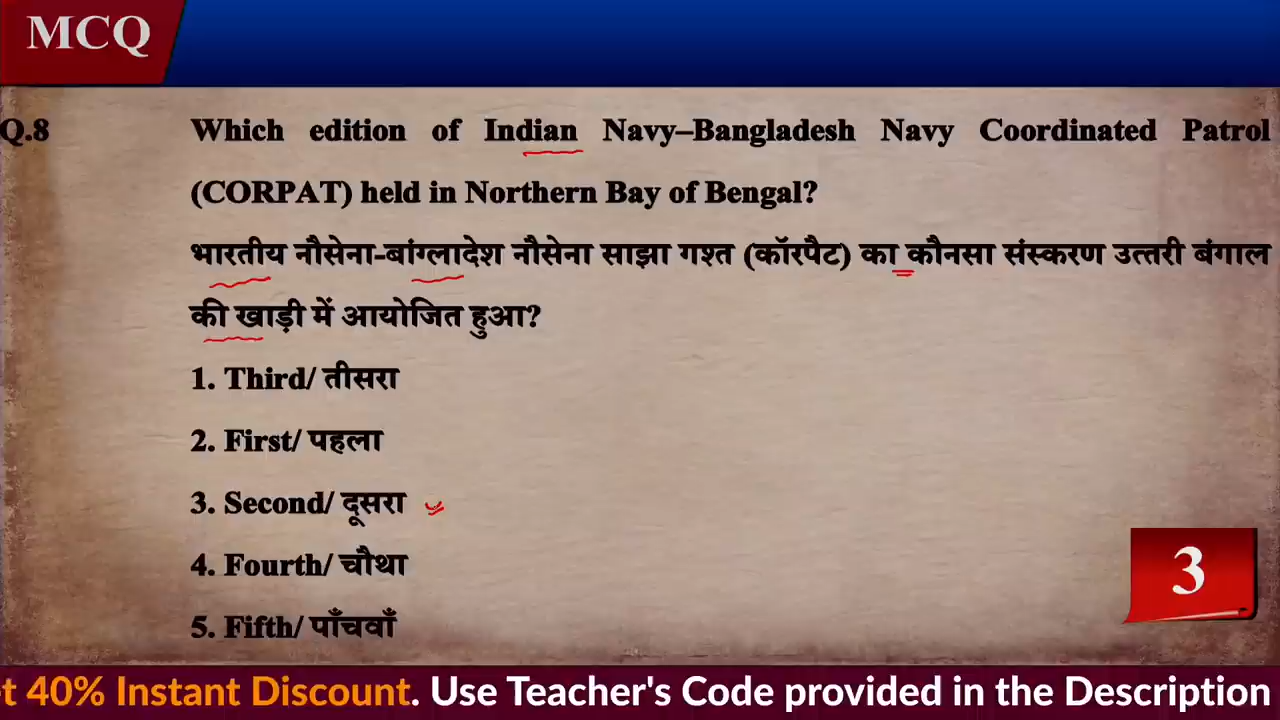 MCQ
Q.8 Which edition of Indian Navy–Bangladesh Navy Coordinated Patrol
(CORPAT) held in Northern Bay of Bengal?
भारतीय नौसेना-बांग्लादेश नौसेना साझा गश्त (कॉरपैट) का कौनसा संस्करण उत्तरी बंगाल
की खाड़ी में आयोजित हुआ?
1. Third/ तीसरा
2. First/ पहला
3. Second/ दूसरा
4. Fourth/ चौथा
5. Fifth/ पाँचवाँ
3
t 40% Instant Discount. Use Teacher's Code provided in the Description